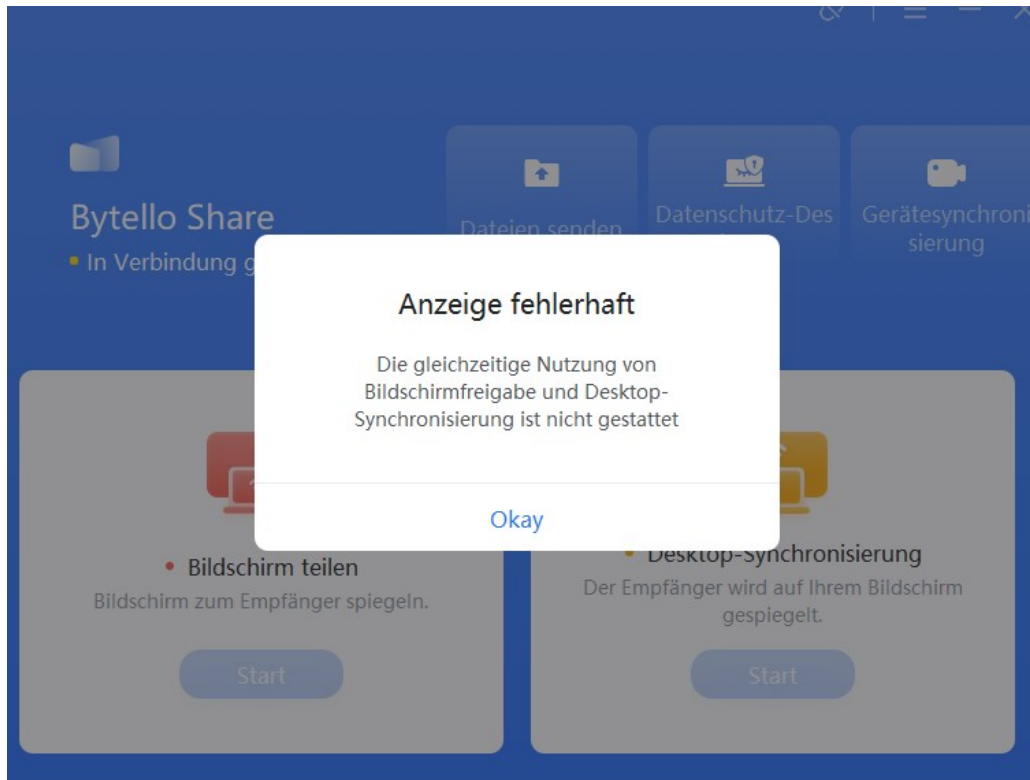 Bytello Share
In Verbindung g
Dateien senden
Datenschutz-Des
Gerätesynchroni
sierung
Anzeige fehlerhaft
Die gleichzeitige Nutzung von
Bildschirmfreigabe und Desktop-
Synchronisierung ist nicht gestattet
Okay
Bildschirm teilen
Bildschirm zum Empfänger spiegeln.
Start
Desktop-Synchronisierung
Der Empfänger wird auf Ihrem Bildschirm
gespiegelt.
Start